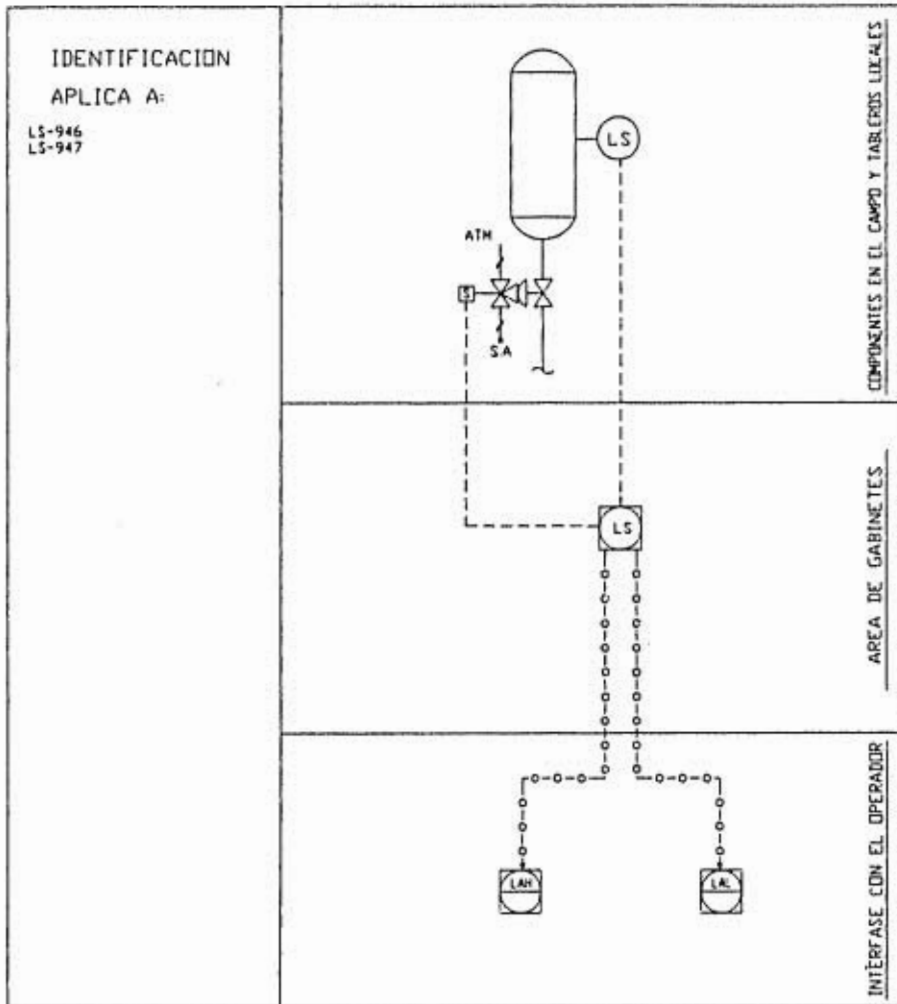 IDENTIFICACION
APLICA A:
LS-946
LS-947
LS
ATM
S
S.A
COMPONENTES EN EL CAMPO Y TABLEROS LOCALES
LS
AREA DE GABINETES
LAH
LAL
INTERFASE CON EL OPERADOR